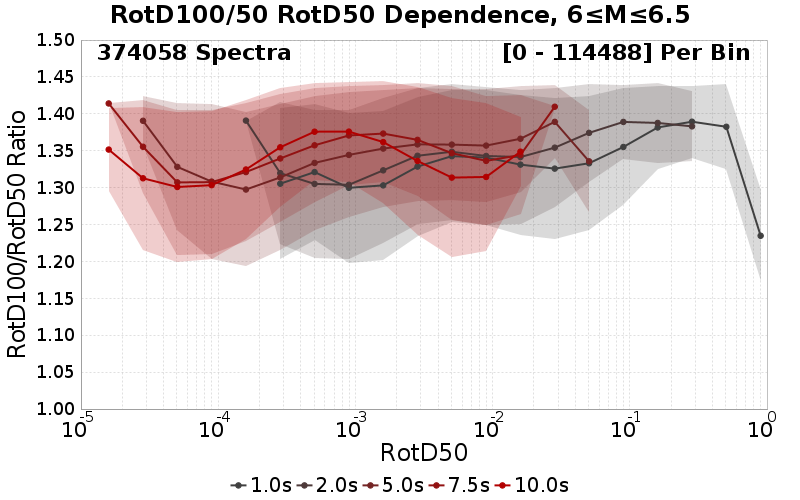 RotD100/50 RotD50 Dependence, 6≤M≤6.5
374058 Spectra
[0 - 114488] Per Bin
RotD100/RotD50 Ratio
1.50
1.45
1.40
1.35
1.30
1.25
1.20
1.15
1.10
1.05
1.00
10^-5 10^-4 10^-3 10^-2 10^-1 10^0
RotD50
1.0s 2.0s 5.0s 7.5s 10.0s